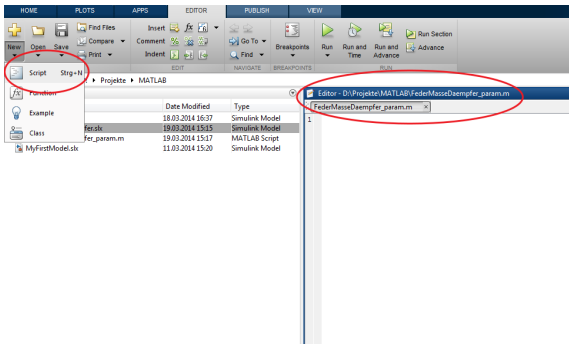 HOME PLOTS APPS EDITOR PUBLISH VIEW
New Open Save
Find Files
Compare
Print
Insert fx
Comment
Indent
Go To
Find
Breakpoints
Run Run and Time Run and Advance
Run Section
Advance
EDIT NAVIGATE BREAKPOINTS RUN
Script Strg+N
fx Function
Example
Class
Projekte MATLAB
Date Modified Type
18.03.2014 16:37 Simulink Model
fer.slx 19.03.2014 15:15 Simulink Model
fer_param.m 19.03.2014 15:17 MATLAB Script
MyFirstModel.slx 11.03.2014 15:20 Simulink Model
Editor - D:\Projekte\MATLAB\FederMasseDaempfer_param.m
FederMasseDaempfer_param.m ×
1